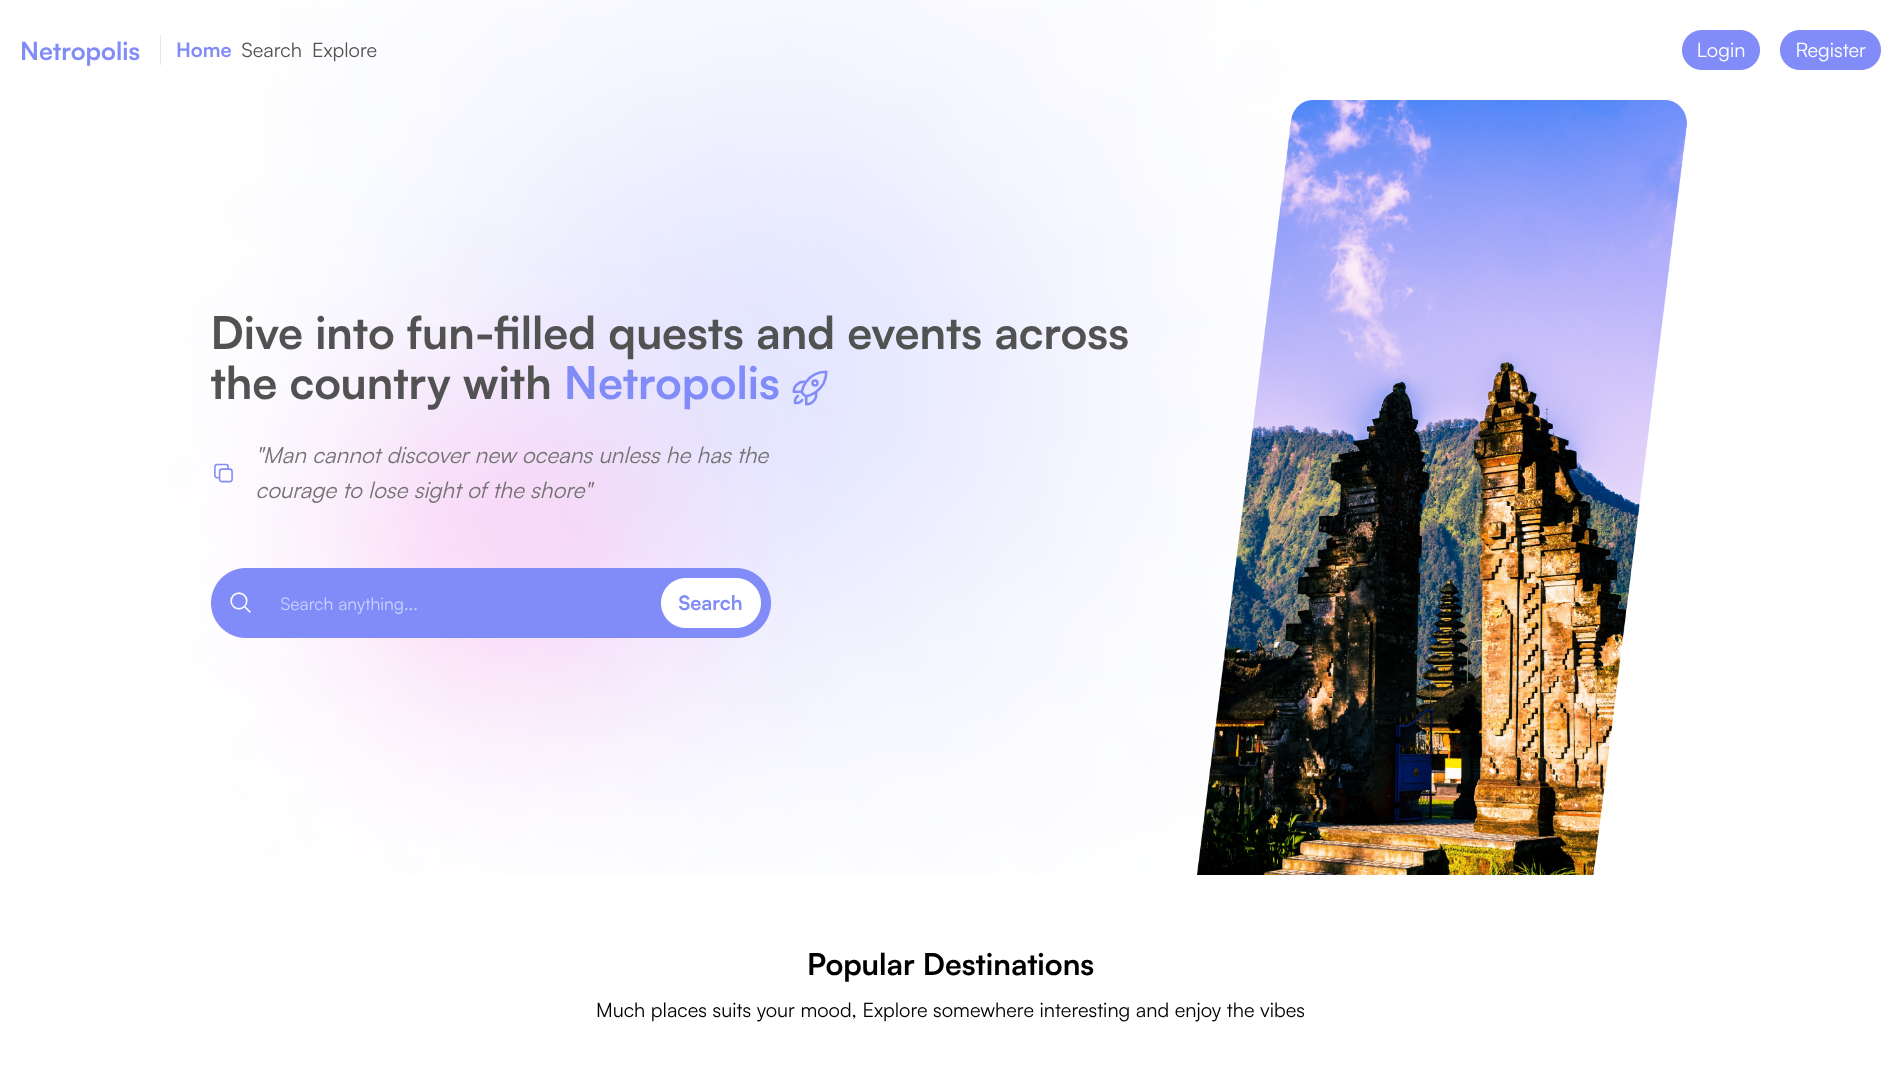 Netropolis
Home Search Explore
Login
Register
Dive into fun-filled quests and events across
the country with Netropolis
"Man cannot discover new oceans unless he has the
courage to lose sight of the shore"
Search anything...
Search
Popular Destinations
Much places suits your mood, Explore somewhere interesting and enjoy the vibes